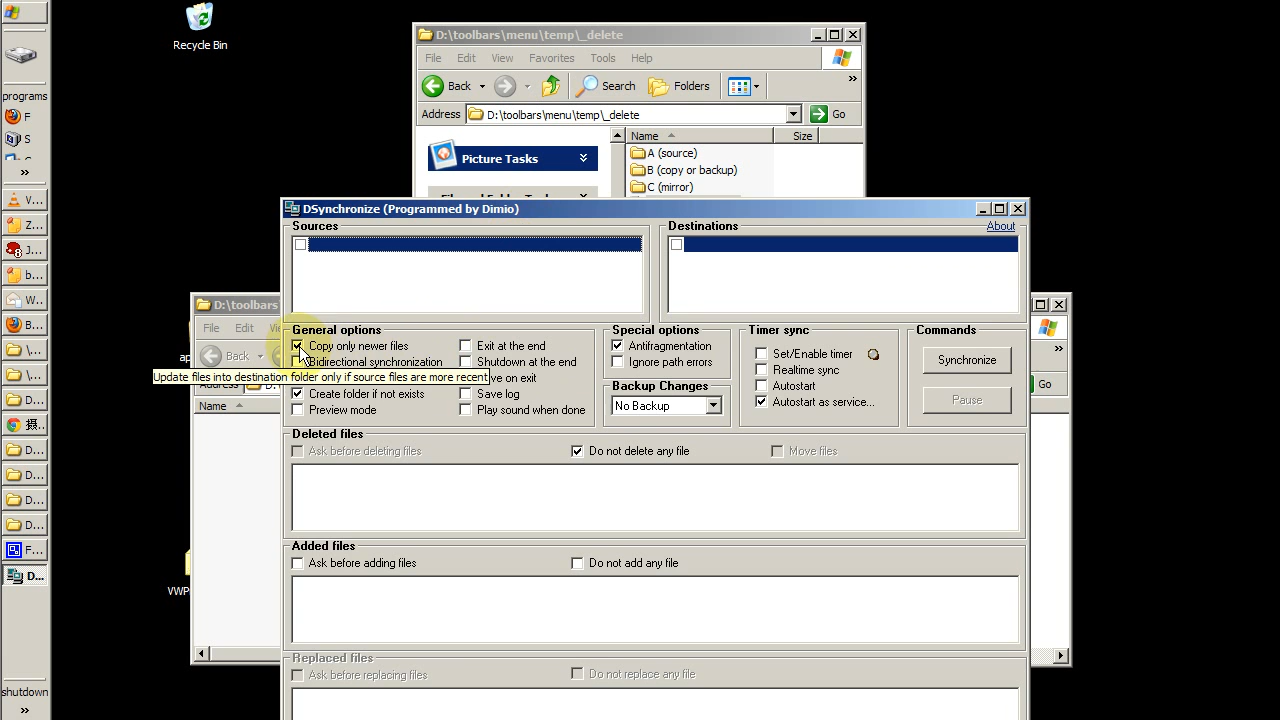 Recycle Bin
programs
F
S
»
V...
Z...
J...
b...
W...
B...
\...
\...
D...
摄...
D...
D...
D...
D...
F...
D...
shutdown
»
D:\toolbars\menu\temp\_delete
File Edit View Favorites Tools Help
Back Search Folders »
Address D:\toolbars\menu\temp\_delete Go
Picture Tasks
Name Size
A (source)
B (copy or backup)
C (mirror)
D:\toolbars
File Edit
Back »
Go
Name
DSynchronize (Programmed by Dimio)
Sources Destinations About
General options Special options Timer sync Commands
Copy only newer files Exit at the end Antifragmentation Set/Enable timer Synchronize
Bidirectional synchronization Shutdown at the end Ignore path errors Realtime sync
Update files into destination folder only if source files are more recent on exit Backup Changes Autostart
Create folder if not exists Save log No Backup Autostart as service... Pause
Preview mode Play sound when done
Deleted files
Ask before deleting files Do not delete any file Move files
Added files
Ask before adding files Do not add any file
Replaced files
Ask before replacing files Do not replace any file